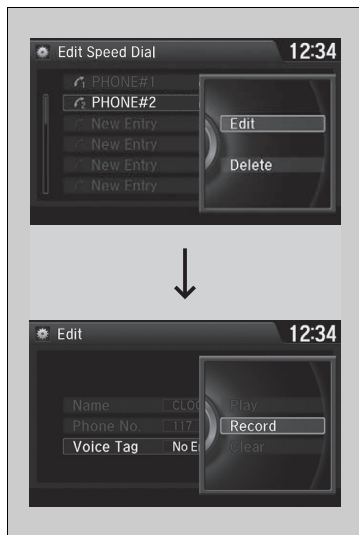 Edit Speed Dial 12:34
PHONE#1
PHONE#2
New Entry
New Entry
New Entry
New Entry
Edit
Delete
Edit 12:34
Name
Phone No. 117
Voice Tag
Play
Record
Clear